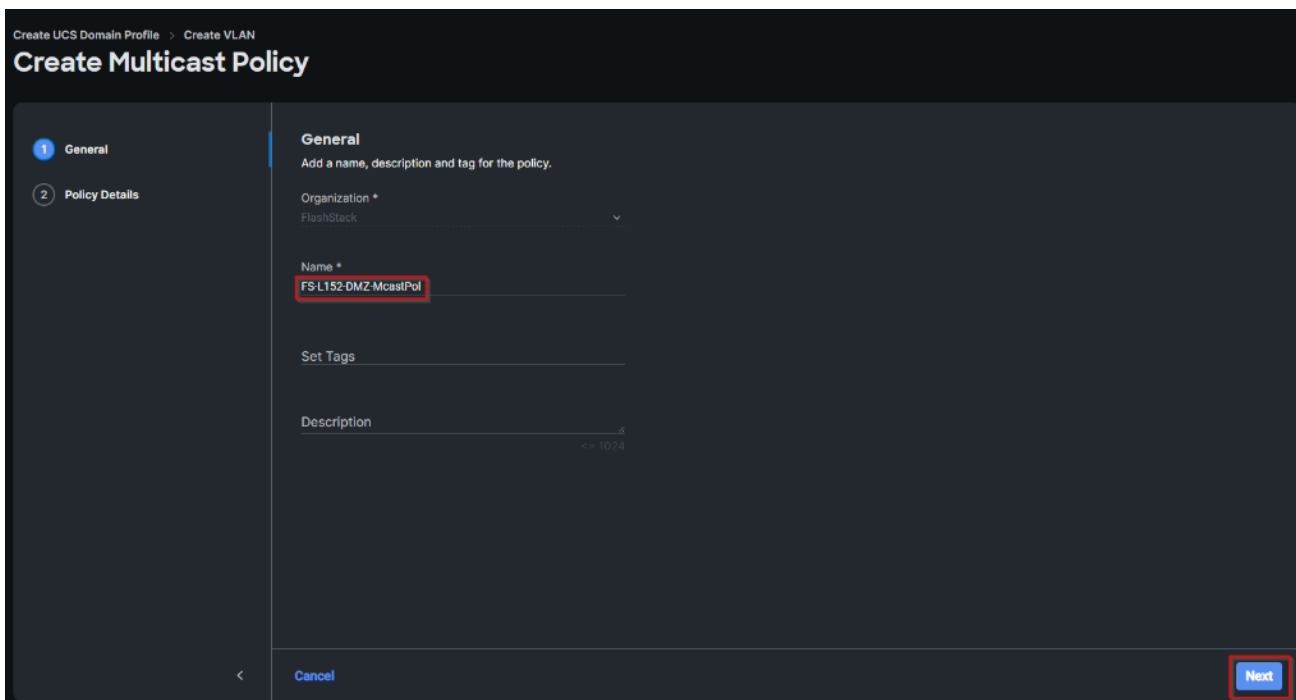 Create UCS Domain Profile > Create VLAN
Create Multicast Policy
1 General
2 Policy Details
General
Add a name, description and tag for the policy.
Organization *
FlashStack
Name *
FS-L152-DMZ-McastPol
Set Tags
Description
<= 1024
Cancel
Next